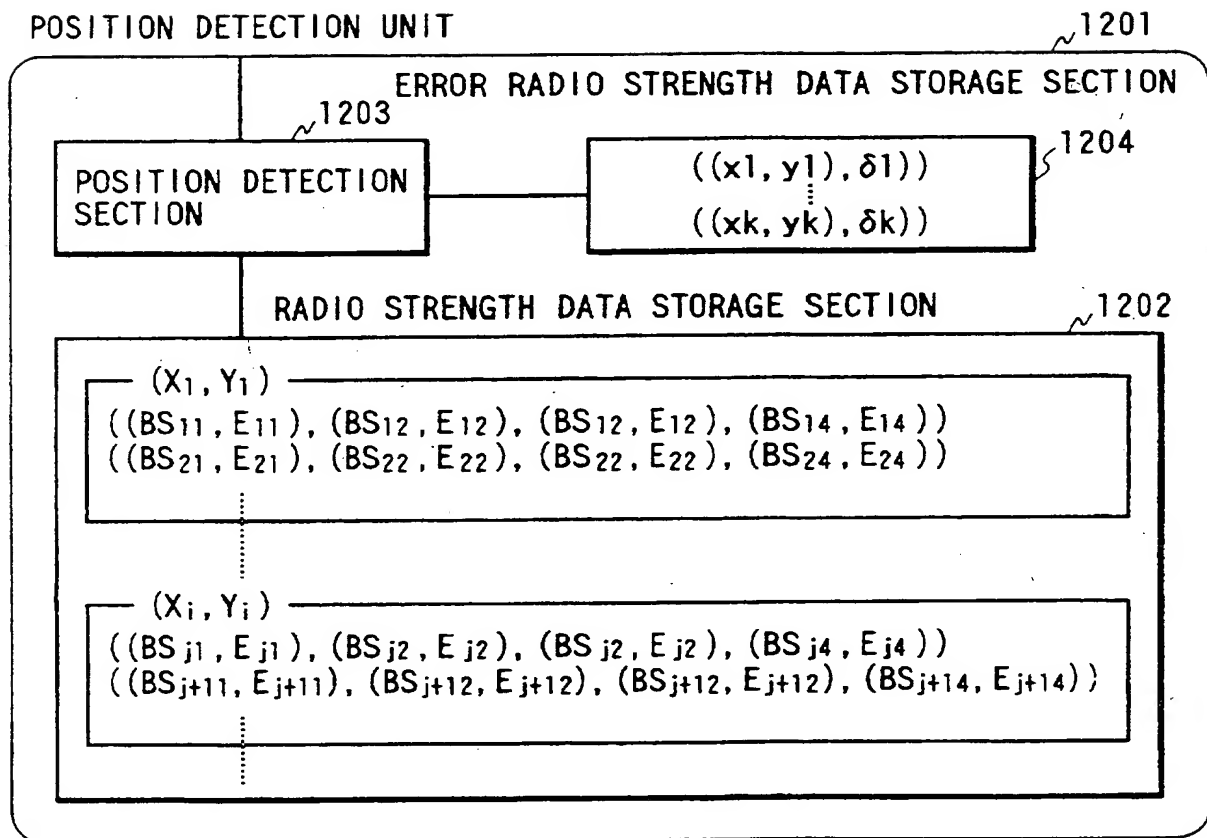 POSITION DETECTION UNIT
1201
ERROR RADIO STRENGTH DATA STORAGE SECTION
1203
1204
POSITION DETECTION
SECTION
((x1, y1), δ1))
((xk, yk), δk))
RADIO STRENGTH DATA STORAGE SECTION
1202
(X1, Y1)
((BS11, E11), (BS12, E12), (BS12, E12), (BS14, E14))
((BS21, E21), (BS22, E22), (BS22, E22), (BS24, E24))
(Xi, Yi)
((BSj1, Ej1), (BSj2, Ej2), (BSj2, Ej2), (BSj4, Ej4))
((BSj+11, Ej+11), (BSj+12, Ej+12), (BSj+12, Ej+12), (BSj+14, Ej+14))